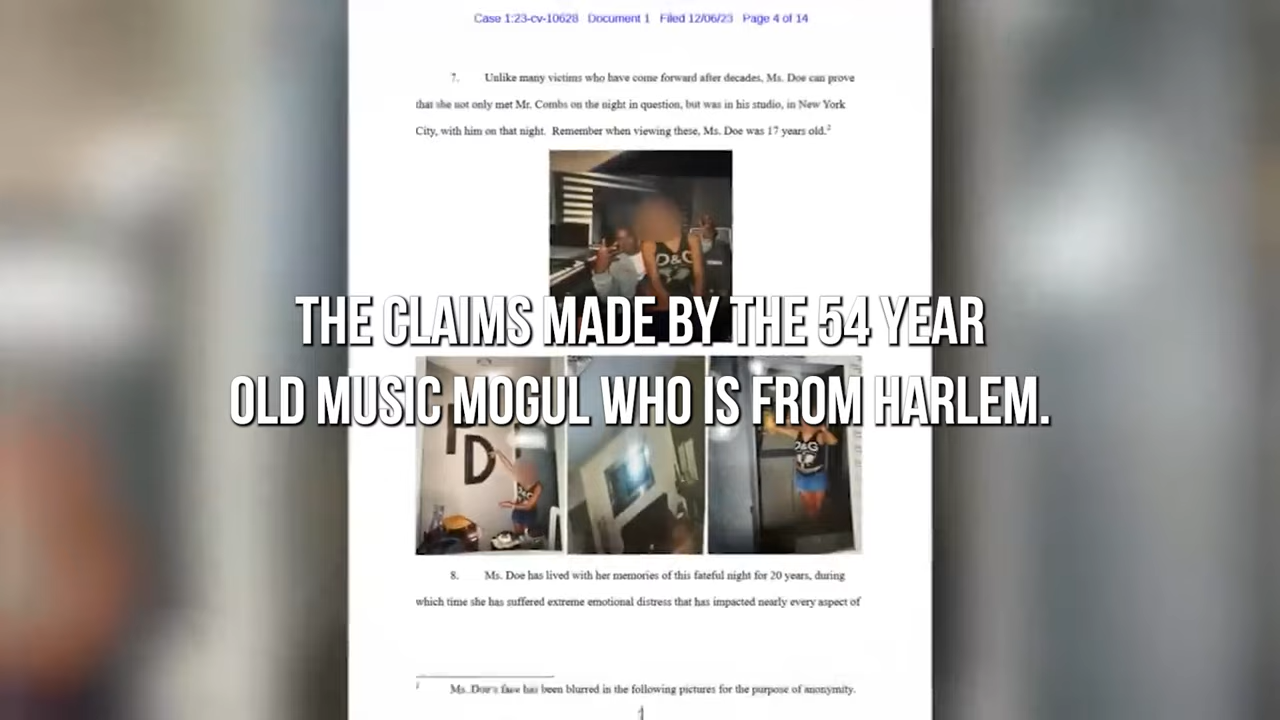 Case 1:23-cv-10628 Document 1 Filed 12/06/23 Page 4 of 14
7. Unlike many victims who have come forward after decades, Ms. Doe can prove
that she not only met Mr. Combs on the night in question, but was in his studio, in New York
City, with him on that night. Remember when viewing these, Ms. Doe was 17 years old.²
D&G
THE CLAIMS MADE BY THE 54 YEAR
OLD MUSIC MOGUL WHO IS FROM HARLEM.
D
D&G
8. Ms. Doe has lived with her memories of this fateful night for 20 years, during
which time she has suffered extreme emotional distress that has impacted nearly every aspect of
Ms. Doe's face has been blurred in the following pictures for the purpose of anonymity.